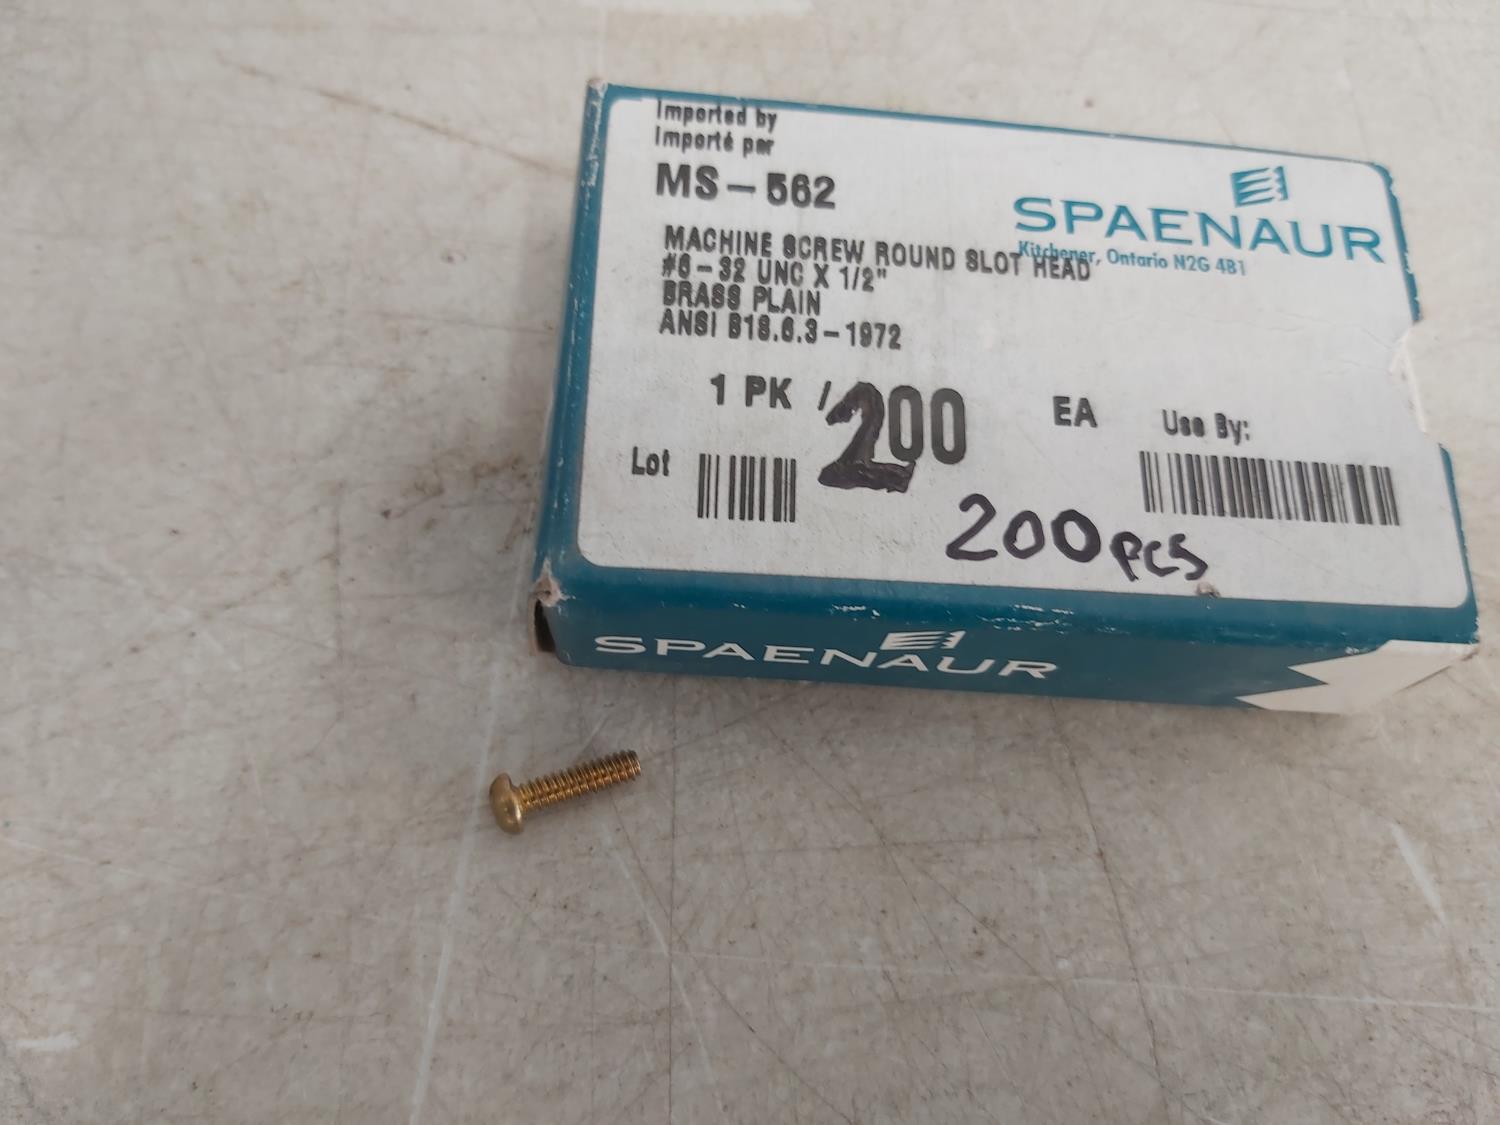 Imported by
Importé par
MS-562
SPAENAUR
Kitchener, Ontario N2G 4B1
MACHINE SCREW ROUND SLOT HEAD
#6-32 UNC X 1/2"
BRASS PLAIN
ANSI B18.6.3-1972
1 PK / 200 EA
Use By:
Lot
200 pcs
SPAENAUR